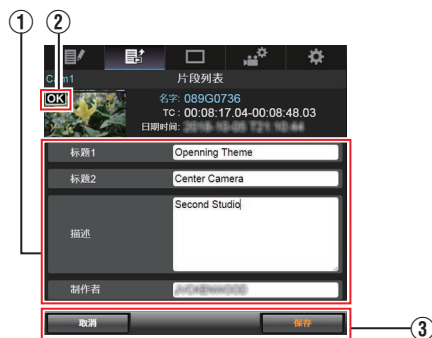 ① ②
Cam1 片段列表
OK 名字: 089G0736
TC : 00:08:17.04-00:08:48.03
日期时间:
标题1 Openning Theme
标题2 Center Camera
描述 Second Studio
制作者
取消 保存
③